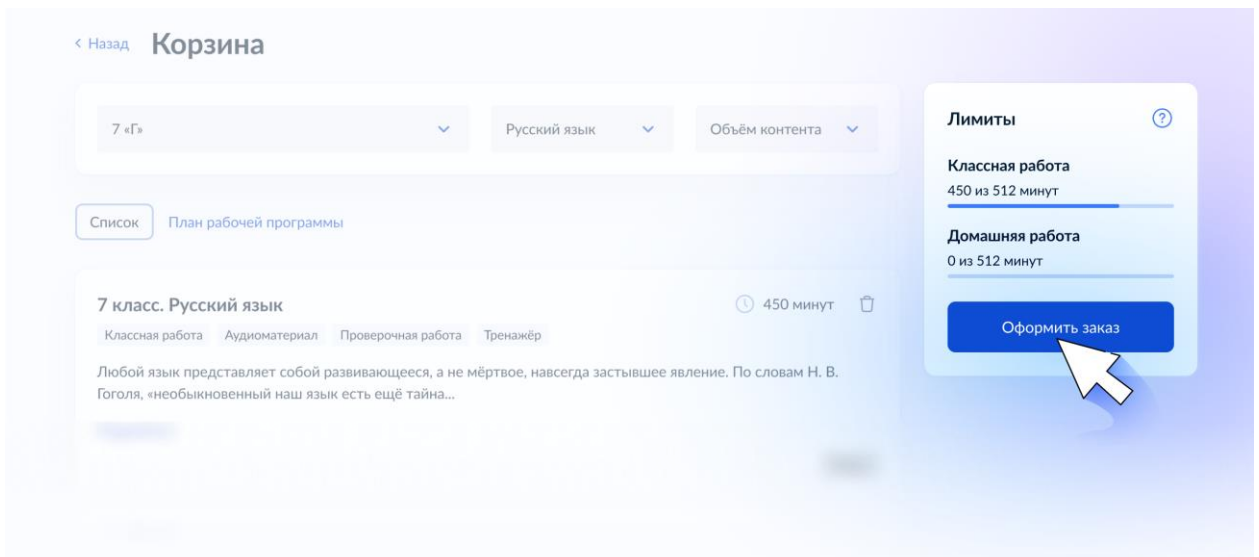 Назад Корзина
7 «Г» Русский язык Объём контента
Список План рабочей программы
7 класс. Русский язык 450 минут
Классная работа Аудиоматериал Проверочная работа Тренажёр
Любой язык представляет собой развивающееся, а не мёртвое, навсегда застывшее явление. По словам Н. В.
Гоголя, «необыкновенный наш язык есть ещё тайна...
Лимиты ?
Классная работа
450 из 512 минут
Домашняя работа
0 из 512 минут
Оформить заказ